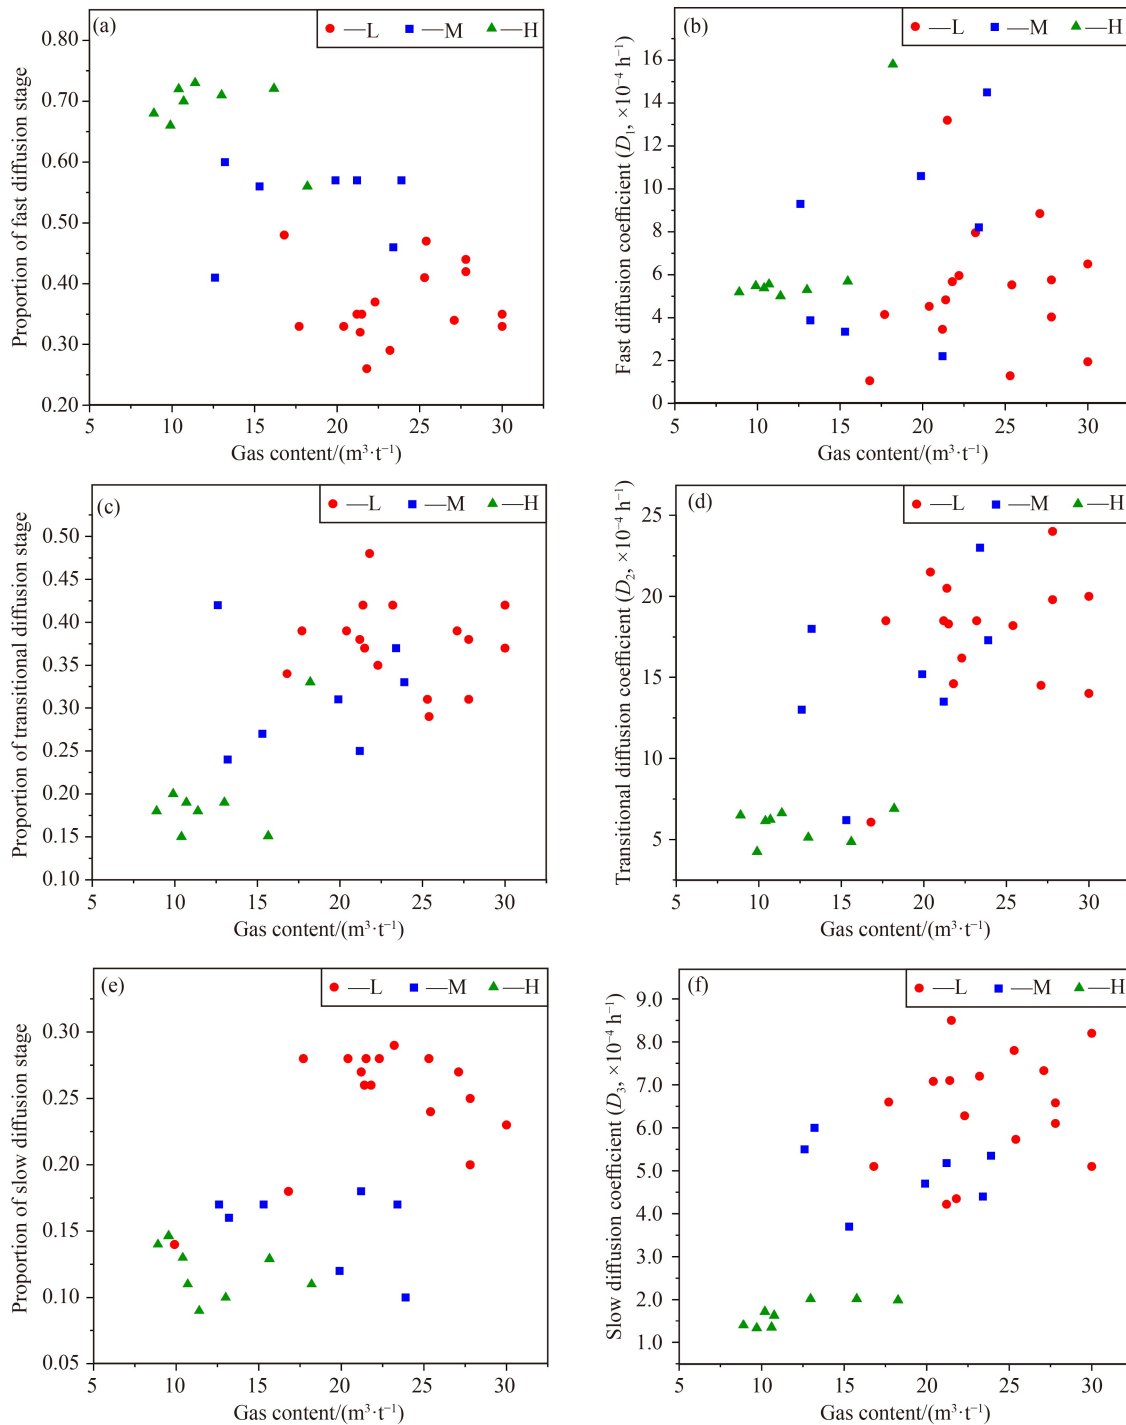 (a)
—L —M —H
0.80
0.70
0.60
0.50
0.40
0.30
0.20
Proportion of fast diffusion stage
5 10 15 20 25 30
Gas content/(m³·t⁻¹)
(b)
—L —M —H
16
14
12
10
8
6
4
2
0
Fast diffusion coefficient (D₁, ×10⁻⁴ h⁻¹)
5 10 15 20 25 30
Gas content/(m³·t⁻¹)
(c)
—L —M —H
0.50
0.45
0.40
0.35
0.30
0.25
0.20
0.15
0.10
Proportion of transitional diffusion stage
5 10 15 20 25 30
Gas content/(m³·t⁻¹)
(d)
—L —M —H
25
20
15
10
5
Transitional diffusion coefficient (D₂, ×10⁻⁴ h⁻¹)
5 10 15 20 25 30
Gas content/(m³·t⁻¹)
(e)
—L —M —H
0.30
0.25
0.20
0.15
0.10
0.05
Proportion of slow diffusion stage
5 10 15 20 25 30
Gas content/(m³·t⁻¹)
(f)
—L —M —H
9.0
8.0
7.0
6.0
5.0
4.0
3.0
2.0
1.0
Slow diffusion coefficient (D₃, ×10⁻⁴ h⁻¹)
5 10 15 20 25 30
Gas content/(m³·t⁻¹)